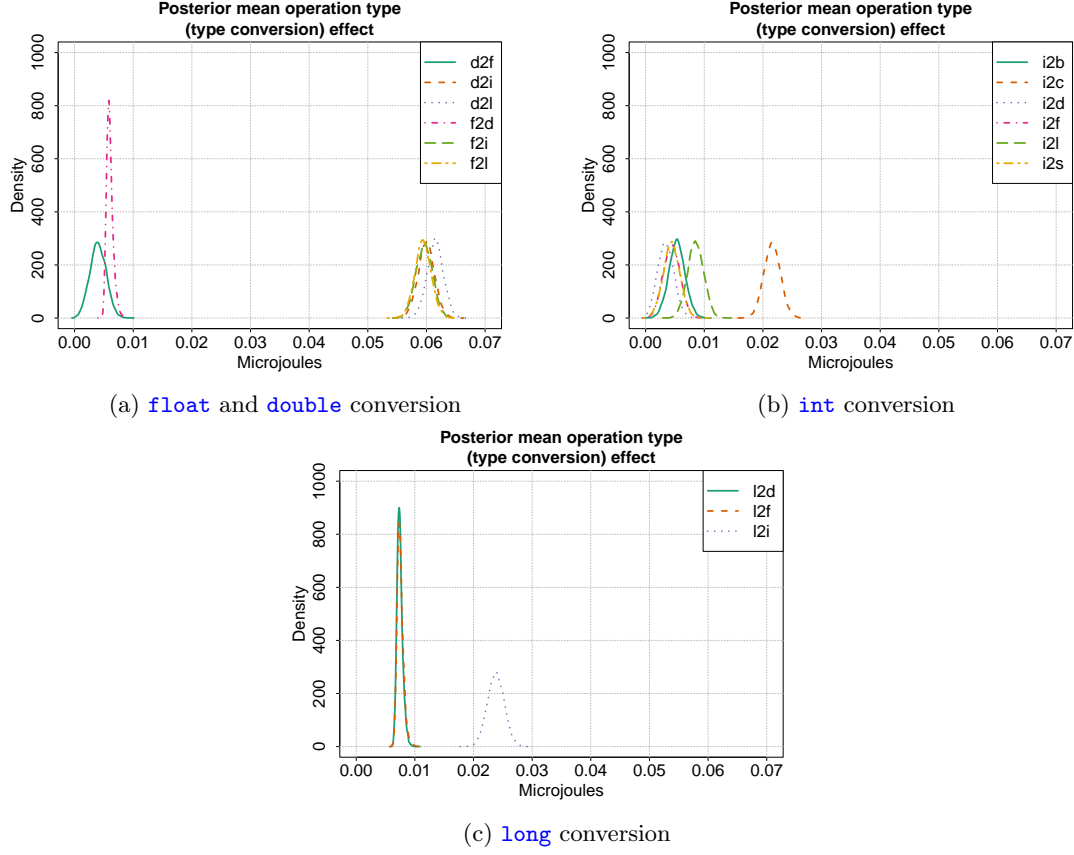 Posterior mean operation type
(type conversion) effect
Density
1000
800
600
400
200
0
d2f
d2i
d2l
f2d
f2i
f2l
0.00 0.01 0.02 0.03 0.04 0.05 0.06 0.07
Microjoules
(a) float and double conversion
Posterior mean operation type
(type conversion) effect
Density
1000
800
600
400
200
0
i2b
i2c
i2d
i2f
i2l
i2s
0.00 0.01 0.02 0.03 0.04 0.05 0.06 0.07
Microjoules
(b) int conversion
Posterior mean operation type
(type conversion) effect
Density
1000
800
600
400
200
0
l2d
l2f
l2i
0.00 0.01 0.02 0.03 0.04 0.05 0.06 0.07
Microjoules
(c) long conversion